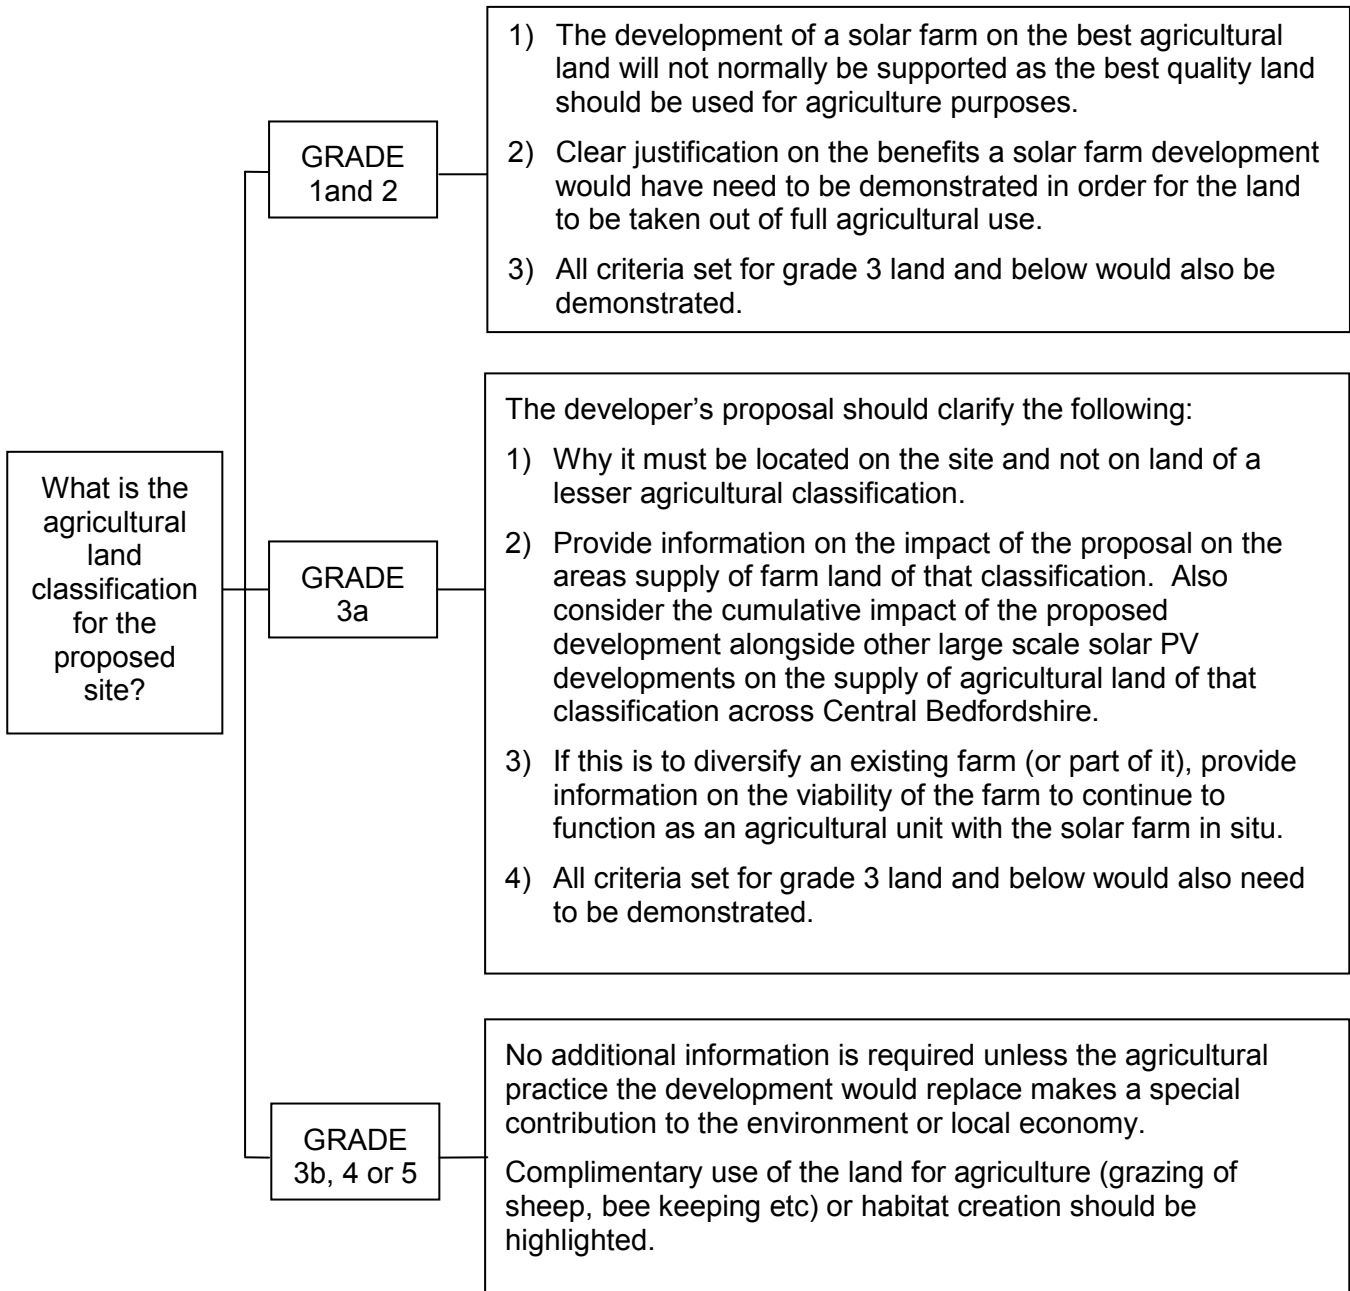 What is the
agricultural
land
classification
for the
proposed
site?
GRADE
1and 2
1) The development of a solar farm on the best agricultural
land will not normally be supported as the best quality land
should be used for agriculture purposes.
2) Clear justification on the benefits a solar farm development
would have need to be demonstrated in order for the land
to be taken out of full agricultural use.
3) All criteria set for grade 3 land and below would also be
demonstrated.
GRADE
3a
The developer’s proposal should clarify the following:
1) Why it must be located on the site and not on land of a
lesser agricultural classification.
2) Provide information on the impact of the proposal on the
areas supply of farm land of that classification. Also
consider the cumulative impact of the proposed
development alongside other large scale solar PV
developments on the supply of agricultural land of that
classification across Central Bedfordshire.
3) If this is to diversify an existing farm (or part of it), provide
information on the viability of the farm to continue to
function as an agricultural unit with the solar farm in situ.
4) All criteria set for grade 3 land and below would also need
to be demonstrated.
GRADE
3b, 4 or 5
No additional information is required unless the agricultural
practice the development would replace makes a special
contribution to the environment or local economy.
Complimentary use of the land for agriculture (grazing of
sheep, bee keeping etc) or habitat creation should be
highlighted.